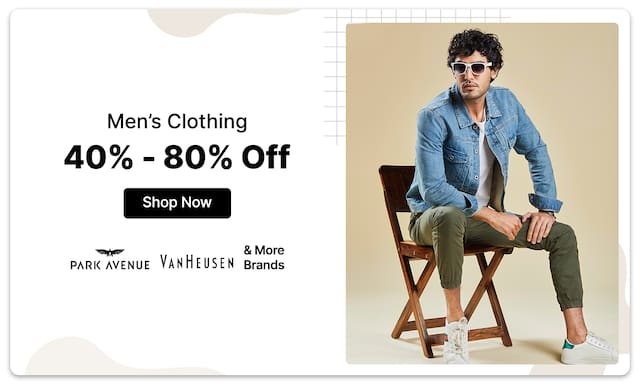 Men’s Clothing
40% - 80% Off
Shop Now
PARK AVENUE
VANHEUSEN
& More
Brands